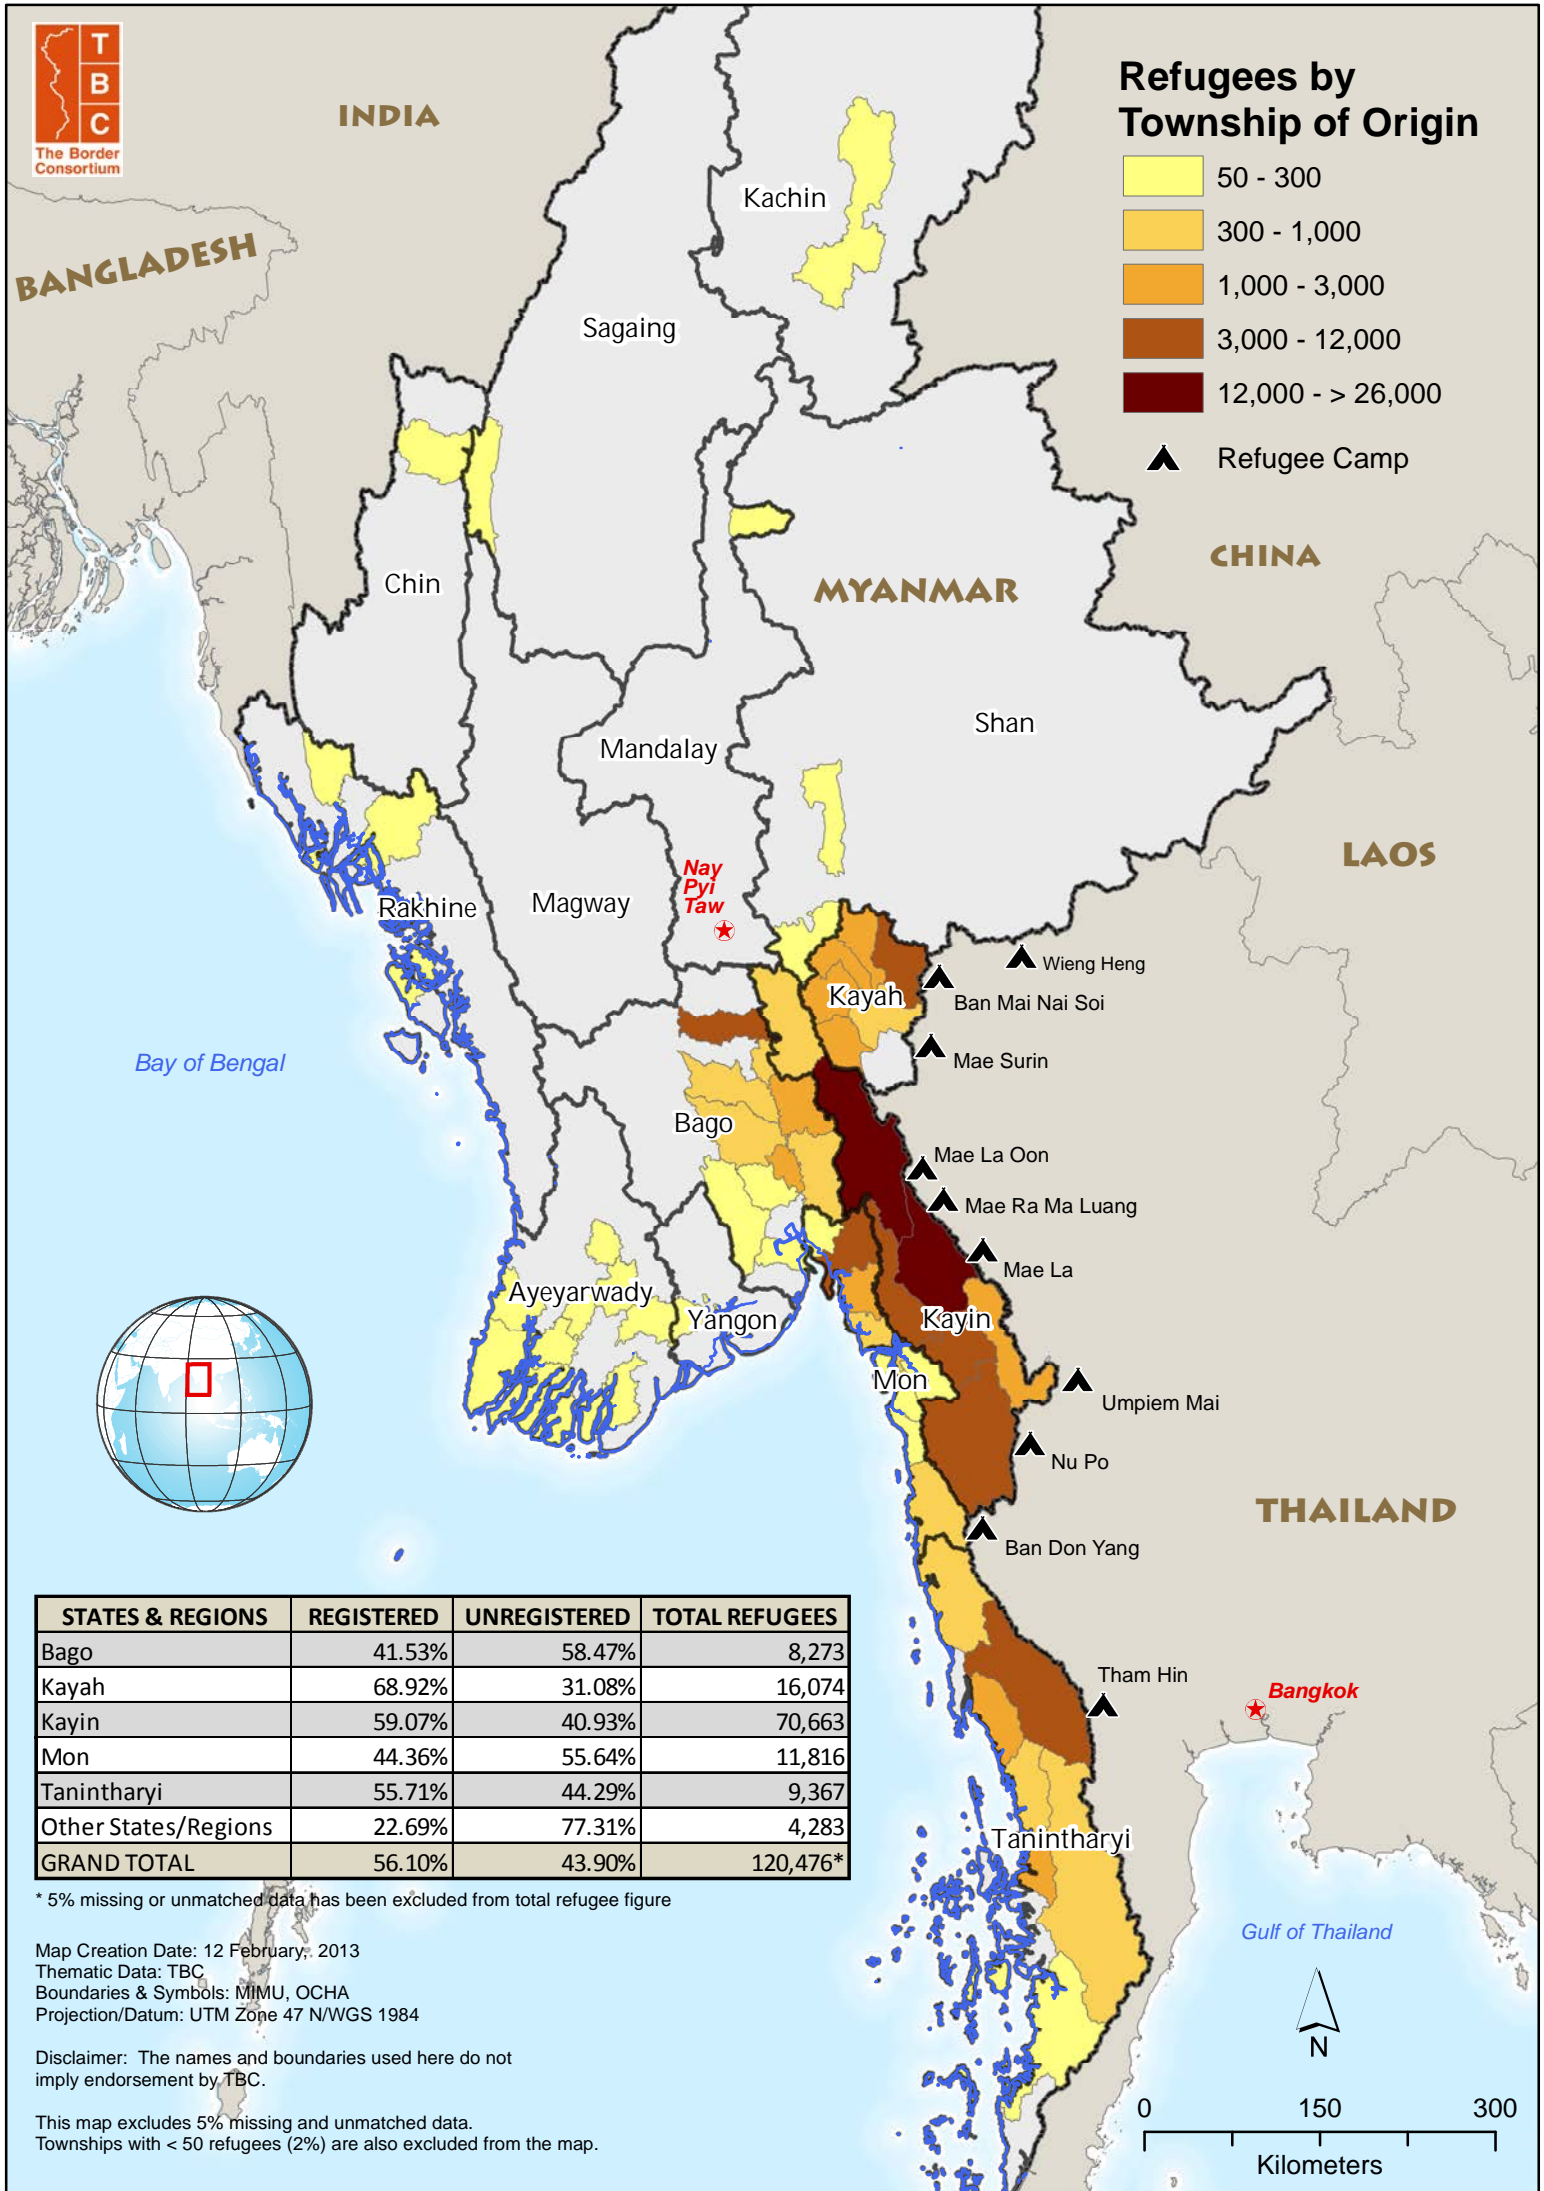 T
B
C
The Border
Consortium
INDIA
BANGLADESH
Refugees by
Township of Origin
50 - 300
300 - 1,000
1,000 - 3,000
3,000 - 12,000
12,000 - > 26,000
Refugee Camp
Kachin
Sagaing
CHINA
Chin
MYANMAR
Shan
Mandalay
LAOS
Nay
Pyi
Taw
Rakhine
Magway
Wieng Heng
Kayah
Ban Mai Nai Soi
Mae Surin
Bay of Bengal
Bago
Mae La Oon
Mae Ra Ma Luang
Mae La
Ayeyarwady
Yangon
Kayin
Mon
Umpiem Mai
Nu Po
THAILAND
Ban Don Yang
STATES & REGIONS REGISTERED UNREGISTERED TOTAL REFUGEES
Bago 41.53% 58.47% 8,273
Kayah 68.92% 31.08% 16,074
Kayin 59.07% 40.93% 70,663
Mon 44.36% 55.64% 11,816
Tanintharyi 55.71% 44.29% 9,367
Other States/Regions 22.69% 77.31% 4,283
GRAND TOTAL 56.10% 43.90% 120,476*
* 5% missing or unmatched data has been excluded from total refugee figure
Tham Hin
Bangkok
Tanintharyi
Gulf of Thailand
Map Creation Date: 12 February,. 2013
Thematic Data: TBC
Boundaries & Symbols: MIMU, OCHA
Projection/Datum: UTM Zone 47 N/WGS 1984
Disclaimer: The names and boundaries used here do not
imply endorsement by TBC.
This map excludes 5% missing and unmatched data.
Townships with < 50 refugees (2%) are also excluded from the map.
N
0 150 300
Kilometers